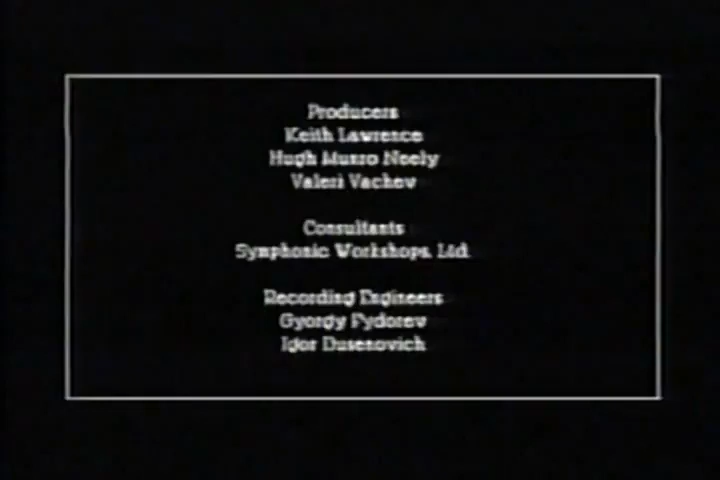 Producers
Keith Lawrence
Hugh Munro Neely
Valeri Vachev
Consultants
Symphonic Workshops, Ltd.
Recording Engineers
Gyorgy Fydorev
Igor Dusenovich